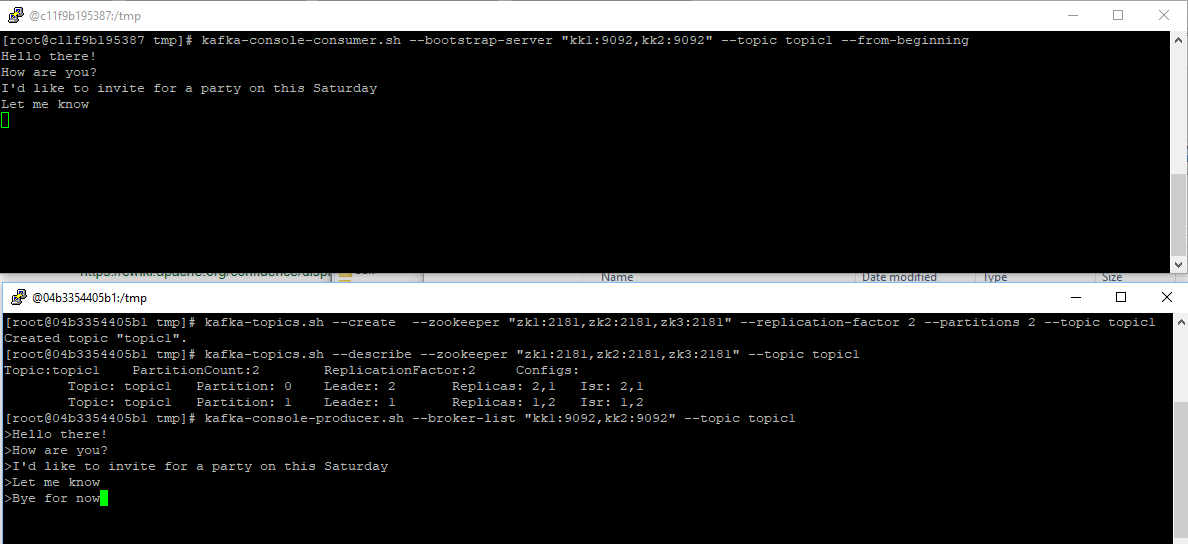 @c11f9b195387:/tmp
[root@c11f9b195387 tmp]# kafka-console-consumer.sh --bootstrap-server "kk1:9092,kk2:9092" --topic topic1 --from-beginning
Hello there!
How are you?
I'd like to invite for a party on this Saturday
Let me know
Name Date modified Type Size
@04b3354405b1:/tmp
[root@04b3354405b1 tmp]# kafka-topics.sh --create  --zookeeper "zk1:2181,zk2:2181,zk3:2181" --replication-factor 2 --partitions 2 --topic topic1
Created topic "topic1".
[root@04b3354405b1 tmp]# kafka-topics.sh --describe --zookeeper "zk1:2181,zk2:2181,zk3:2181" --topic topic1
Topic:topic1    PartitionCount:2        ReplicationFactor:2     Configs:
        Topic: topic1   Partition: 0    Leader: 2       Replicas: 2,1   Isr: 2,1
        Topic: topic1   Partition: 1    Leader: 1       Replicas: 1,2   Isr: 1,2
[root@04b3354405b1 tmp]# kafka-console-producer.sh --broker-list "kk1:9092,kk2:9092" --topic topic1
>Hello there!
>How are you?
>I'd like to invite for a party on this Saturday
>Let me know
>Bye for now